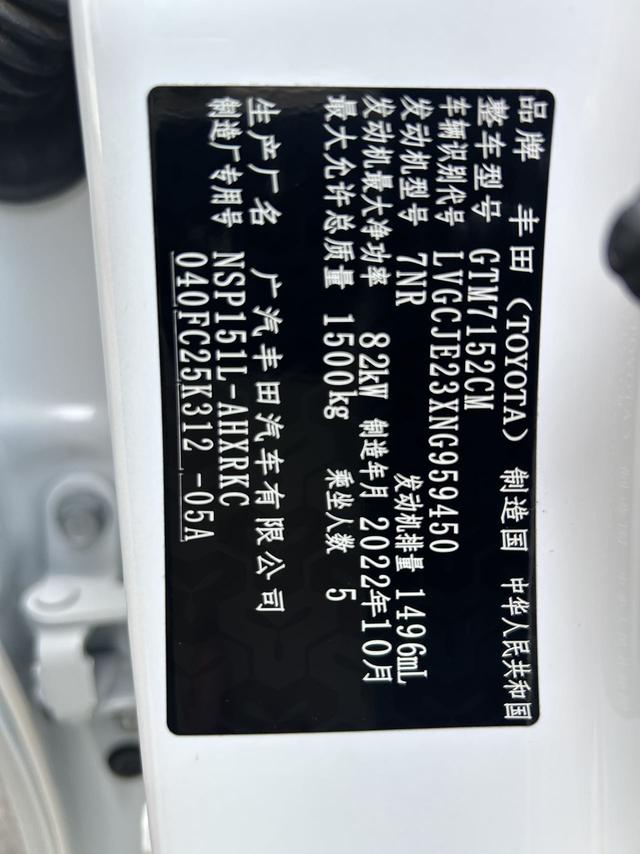 品牌 丰田（TOYOTA） 制造国 中华人民共和国
整车型号 GTM7152CM
车辆识别代号 LVGCJE23XNG959450
发动机型号 7NR 发动机排量 1496mL
发动机最大净功率 82kW 制造年月 2022年10月
最大允许总质量 1500kg 乘坐人数 5
生产厂名 广汽丰田汽车有限公司
制造厂专用号 NSP151L-AHXRKC
040FC25K312 -05A